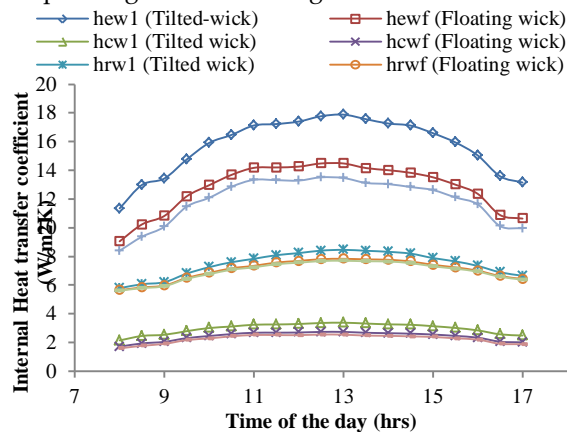 hew1 (Tilted-wick) hewf (Floating wick)
hcw1 (Tilted wick) hcwf (Floating wick)
hrw1 (Tilted wick) hrwf (Floating wick)
Internal Heat transfer coefficient
(W/m2K)
20
18
16
14
12
10
8
6
4
2
0
7 9 11 13 15 17
Time of the day (hrs)